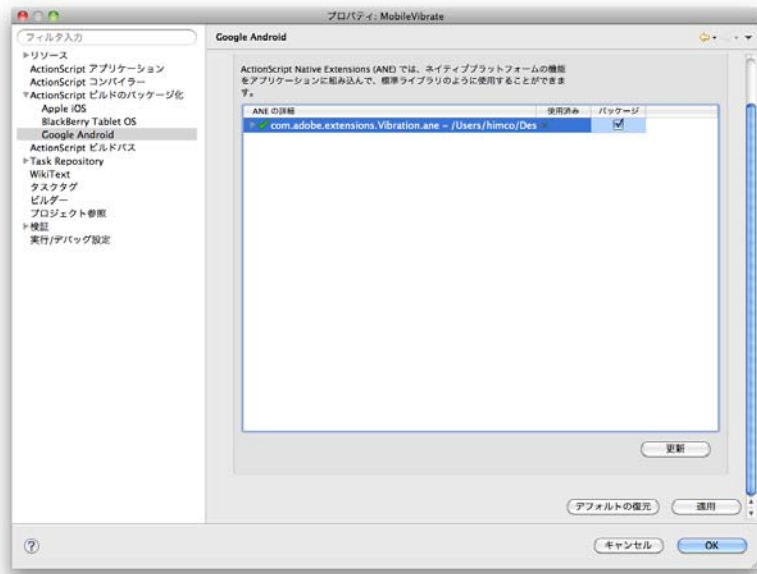 プロパティ: MobileVibrate
フィルタ入力
Google Android
リソース
ActionScript アプリケーション
ActionScript コンパイラー
ActionScript ビルドのパッケージ化
Apple iOS
BlackBerry Tablet OS
Google Android
ActionScript ビルドパス
Task Repository
WikiText
タスクタグ
ビルダー
プロジェクト参照
検証
実行/デバッグ設定
ActionScript Native Extensions (ANE) では、ネイティブプラットフォームの機能
をアプリケーションに組み込んで、標準ライブラリのように使用することができま
す。
ANE の詳細 使用済み パッケージ
com.adobe.extensions.Vibration.ane - /Users/himco/Des
更新
デフォルトの復元 適用
? キャンセル OK